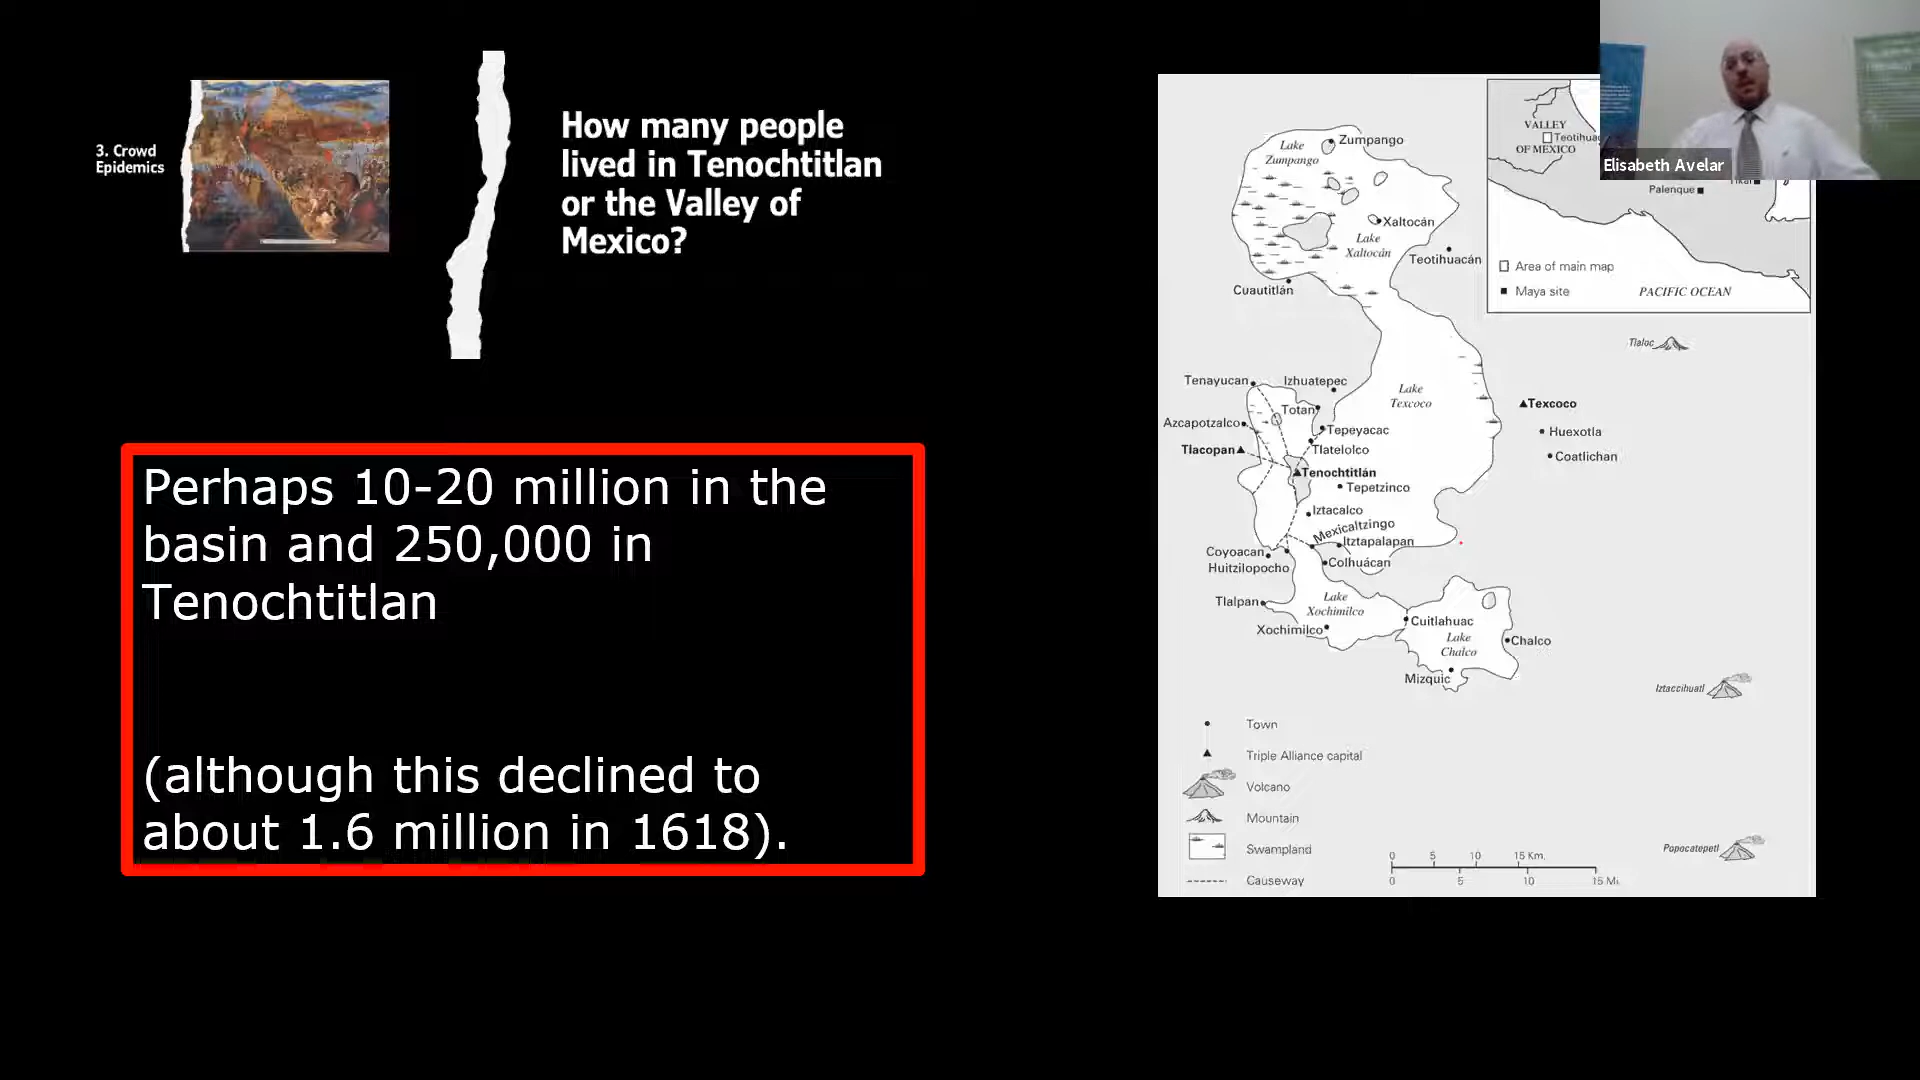 3. Crowd
Epidemics
How many people
lived in Tenochtitlan
or the Valley of
Mexico?
Perhaps 10-20 million in the
basin and 250,000 in
Tenochtitlan
(although this declined to
about 1.6 million in 1618).
Elisabeth Avelar
VALLEY
OF MEXICO
Palenque
Area of main map
Maya site
PACIFIC OCEAN
Lake
Zumpango
Zumpango
Xaltocán
Lake
Xaltocán
Teotihuacán
Cuautitlán
Tlaloc
Tenayucan
Izhuatepec
Lake
Texcoco
Totan
Texcoco
Azcapotzalco
Tepeyacac
Huexotla
Tlacopan
Tlatelolco
Coatlichan
Tenochtitlán
Tepetzinco
Iztacalco
Mexicaltzingo
Itztapalapan
Coyoacan
Huitzilopocho
Colhuácan
Tlalpan
Lake
Xochimilco
Xochimilco
Cuitlahuac
Lake
Chalco
Chalco
Mizquic
Iztaccihuatl
Town
Triple Alliance capital
Volcano
Mountain
Swampland
Causeway
Popocatepetl
0 5 10 15 Km.
0 5 10 15 Mi.